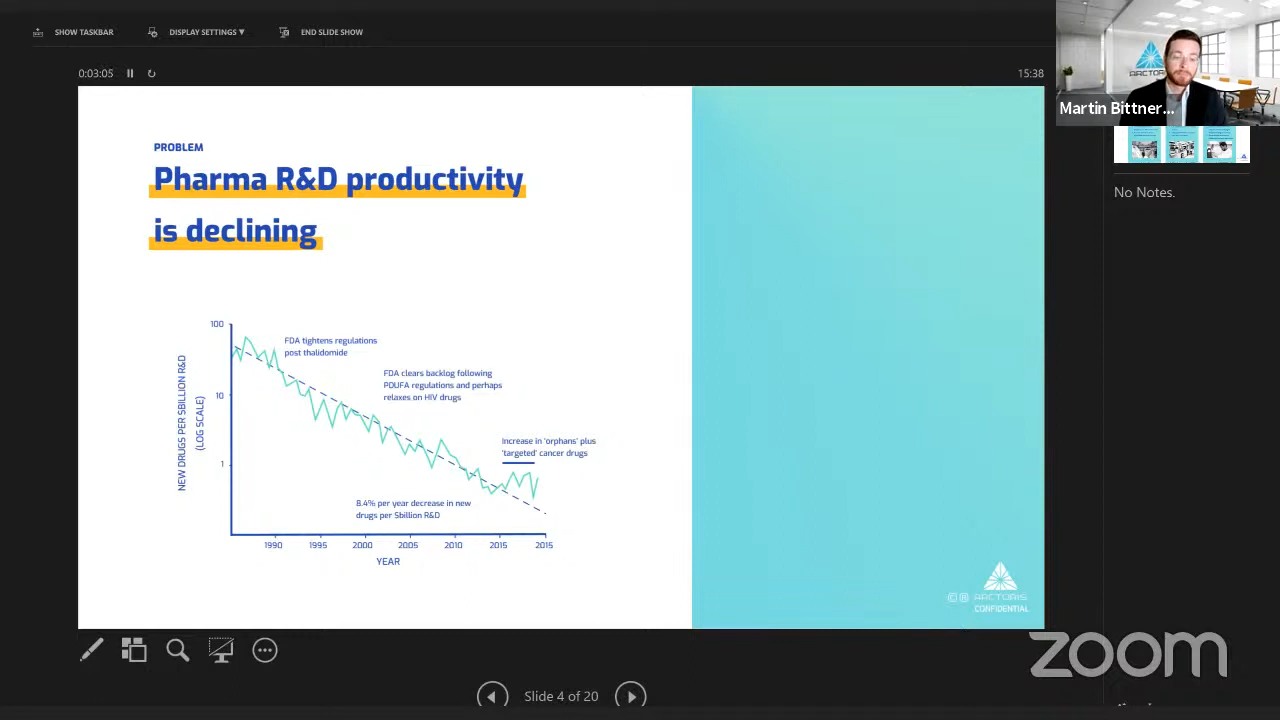 SHOW TASKBAR
DISPLAY SETTINGS ▼
END SLIDE SHOW
0:03:05
15:38
PROBLEM
Pharma R&D productivity
is declining
NEW DRUGS PER $BILLION R&D
(LOG SCALE)
100
10
1
FDA tightens regulations
post thalidomide
FDA clears backlog following
PDUFA regulations and perhaps
relaxes on HIV drugs
Increase in 'orphans' plus
'targeted' cancer drugs
8.4% per year decrease in new
drugs per $billion R&D
1990
1995
2000
2005
2010
2015
2015
YEAR
ARCTORIS
CONFIDENTIAL
ARCTORIS
Martin Bittner...
No Notes.
zoom
Slide 4 of 20